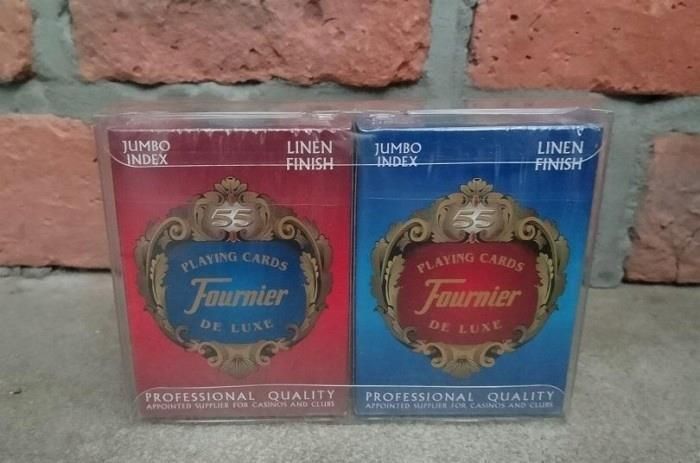 JUMBO
INDEX
LINEN
FINISH
55
PLAYING CARDS
Fournier
DE LUXE
PROFESSIONAL QUALITY
APPOINTED SUPPLIER FOR CASINOS AND CLUBS
JUMBO
INDEX
LINEN
FINISH
55
PLAYING CARDS
Fournier
DE LUXE
PROFESSIONAL QUALITY
APPOINTED SUPPLIER FOR CASINOS AND CLUBS